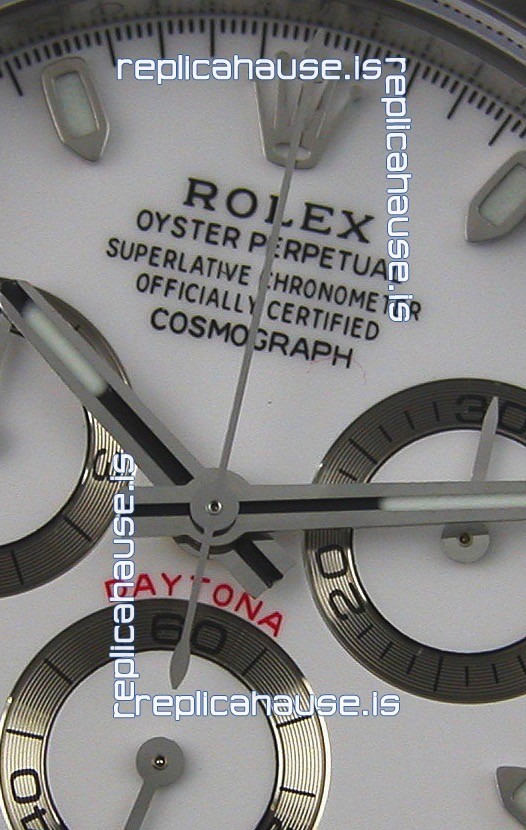 replicahause.is
replicahause.is
ROLEX
OYSTER PERPETUAL
SUPERLATIVE CHRONOMETER
OFFICIALLY CERTIFIED
COSMOGRAPH
30
20
replicahause.is
DAYTONA
60
replicahause.is
40